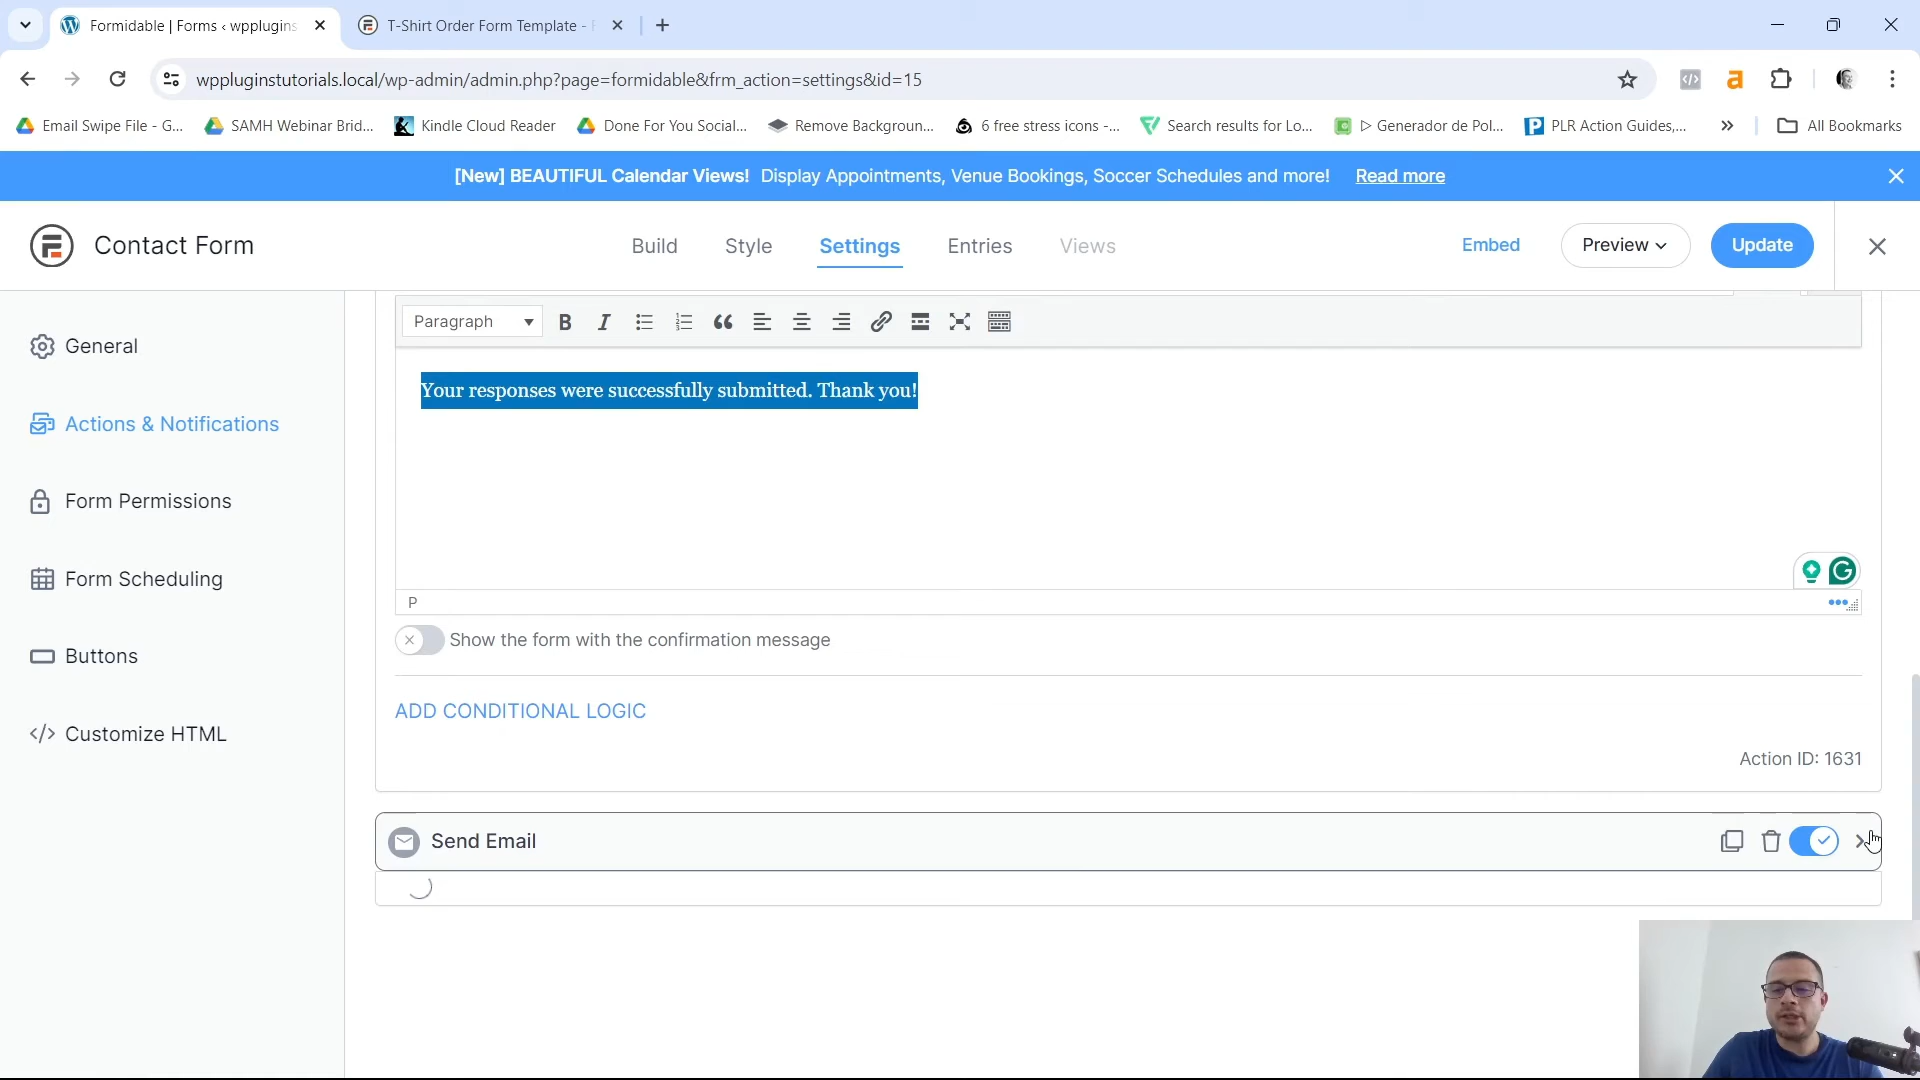 Formidable | Forms ‹ wpplugins
T-Shirt Order Form Template -
wppluginstutorials.local/wp-admin/admin.php?page=formidable&frm_action=settings&id=15
Email Swipe File - G...
SAMH Webinar Brid...
Kindle Cloud Reader
Done For You Social...
Remove Backgroun...
6 free stress icons -...
Search results for Lo...
▷ Generador de Pol...
PLR Action Guides,...
All Bookmarks
[New] BEAUTIFUL Calendar Views! Display Appointments, Venue Bookings, Soccer Schedules and more! Read more
Contact Form
Build
Style
Settings
Entries
Views
Embed
Preview
Update
General
Actions & Notifications
Form Permissions
Form Scheduling
Buttons
Customize HTML
Paragraph
Your responses were successfully submitted. Thank you!
P
Show the form with the confirmation message
ADD CONDITIONAL LOGIC
Action ID: 1631
Send Email